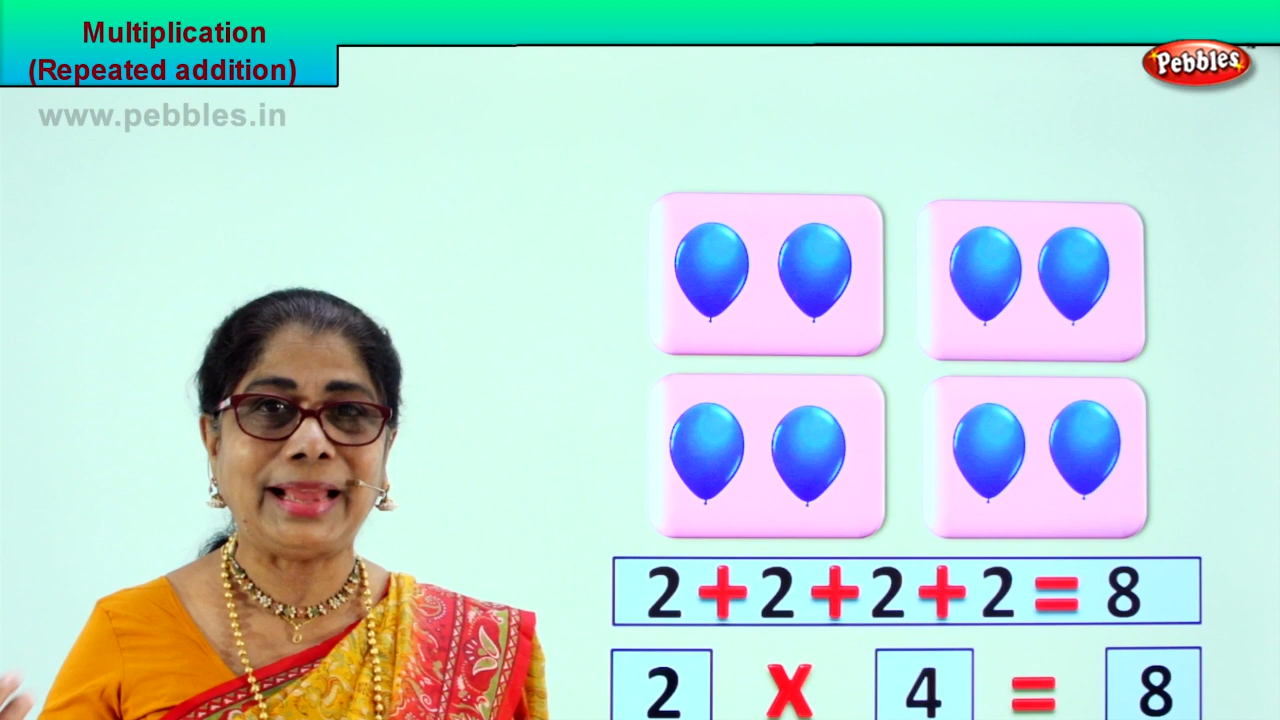 Multiplication
(Repeated addition)
Pebbles
www.pebbles.in
2 + 2 + 2 + 2 = 8
2 x 4 = 8